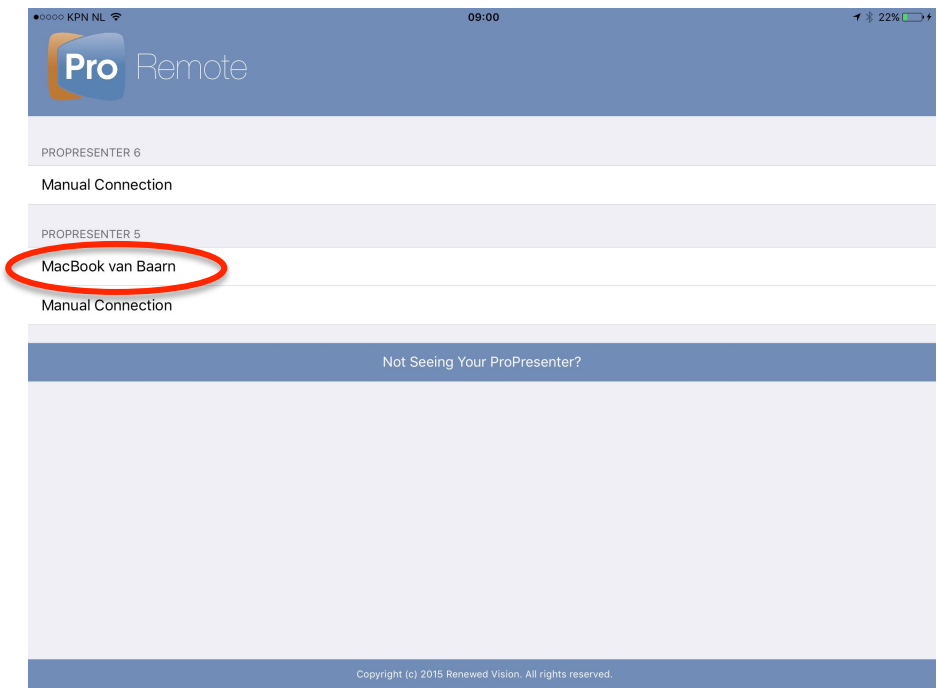 KPN NL 09:00 22%
Pro Remote
PROPRESENTER 6
Manual Connection
PROPRESENTER 5
MacBook van Baarn
Manual Connection
Not Seeing Your ProPresenter?
Copyright (c) 2015 Renewed Vision. All rights reserved.